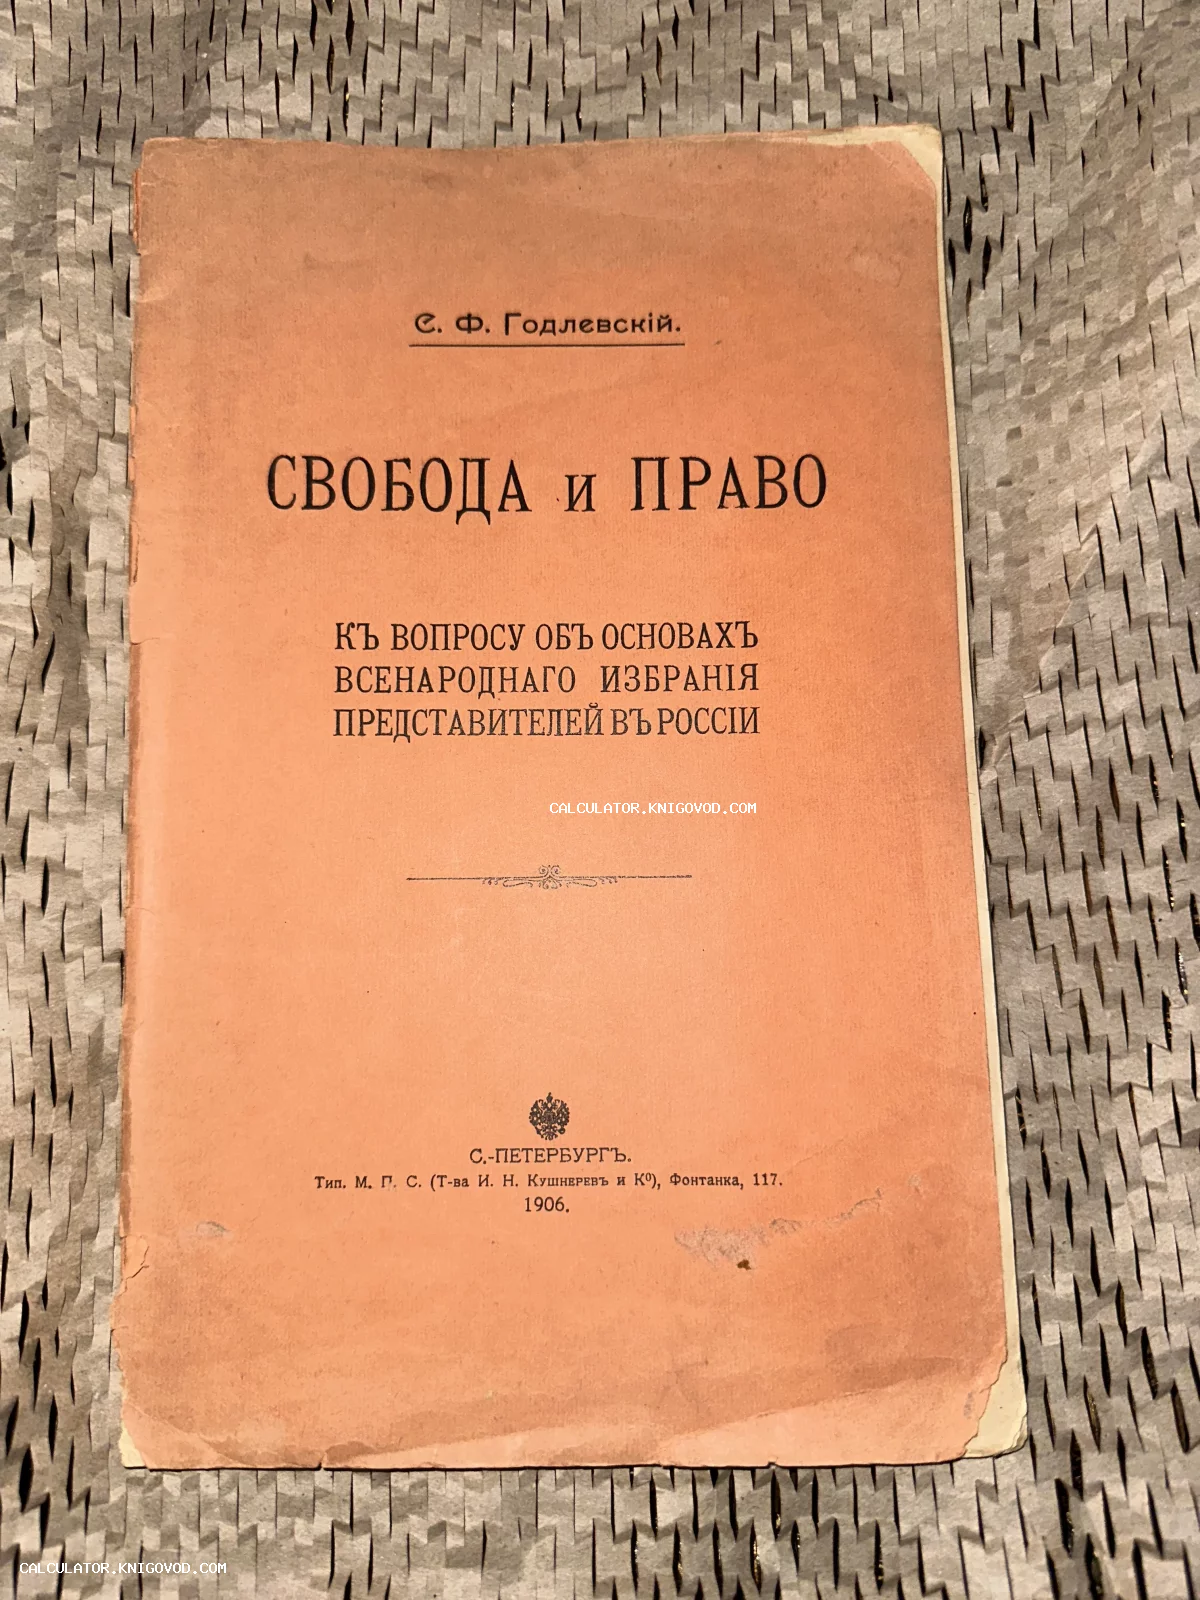 С. Ф. Годлевскій.
СВОБОДА и ПРАВО
КЪ ВОПРОСУ ОБЪ ОСНОВАХЪ
ВСЕНАРОДНАГО ИЗБРАНІЯ
ПРЕДСТАВИТЕЛЕЙ ВЪ РОССІИ
CALCULATOR.KNIGOVOD.COM
С.-ПЕТЕРБУРГЪ.
Тип. М. П. С. (Т-ва И. Н. Кушнеревъ и К⁰), Фонтанка, 117.
1906.
CALCULATOR.KNIGOVOD.COM